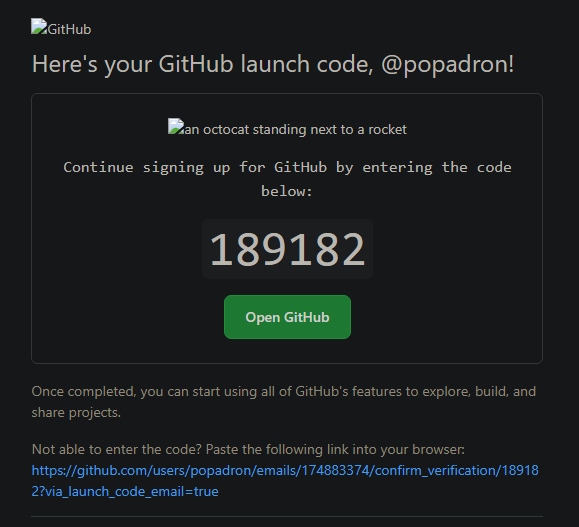 GitHub
Here's your GitHub launch code, @popadron!
an octocat standing next to a rocket
Continue signing up for GitHub by entering the code
below:
189182
Open GitHub
Once completed, you can start using all of GitHub's features to explore, build, and
share projects.
Not able to enter the code? Paste the following link into your browser:
https://github.com/users/popadron/emails/174883374/confirm_verification/18918
2?via_launch_code_email=true